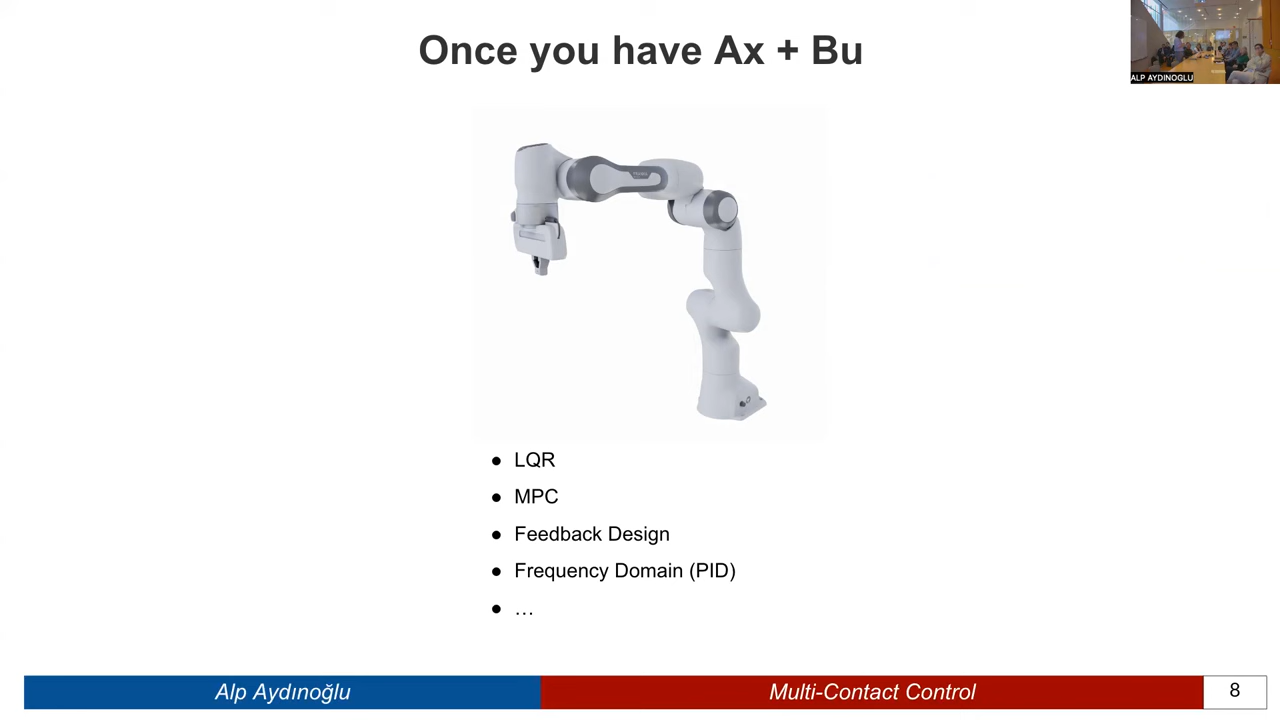 Once you have Ax + Bu
ALP AYDINOGLU
● LQR
● MPC
● Feedback Design
● Frequency Domain (PID)
● …
Alp Aydınoğlu
Multi-Contact Control
8